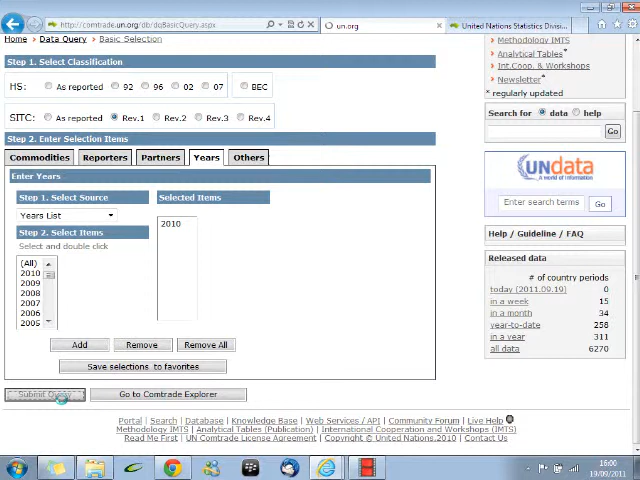 http://comtrade.un.org/db/dqBasicQuery.aspx
un.org
United Nations Statistics Divisi...
Home > Data Query > Basic Selection
Step 1. Select Classification
HS: As reported 92 96 02 07 BEC
SITC: As reported Rev.1 Rev.2 Rev.3 Rev.4
Step 2. Enter Selection Items
Commodities Reporters Partners Years Others
Enter Years
Step 1. Select Source
Selected Items
Years List
2010
Step 2. Select Items
Select and double click
(All)
2010
2009
2008
2007
2006
2005
Add Remove Remove All
Save selections to favorites
Submit Query Go to Comtrade Explorer
Methodology IMTS
Analytical Tables*
Int.Coop. & Workshops
Newsletter*
* regularly updated
Search for data help
Go
UNdata
A world of information
Enter search terms Go
Help / Guideline / FAQ
Released data
# of country periods
today (2011.09.19) 0
in a week 15
in a month 34
year-to-date 258
in a year 311
all data 6270
Portal | Search | Database | Knowledge Base | Web Services / API | Community Forum | Live Help
Methodology IMTS | Analytical Tables (Publication) | International Cooperation and Workshops |
Read Me First | UN Comtrade License Agreement | Copyright © United Nations,2010 | Contact Us
16:00
19/09/2011